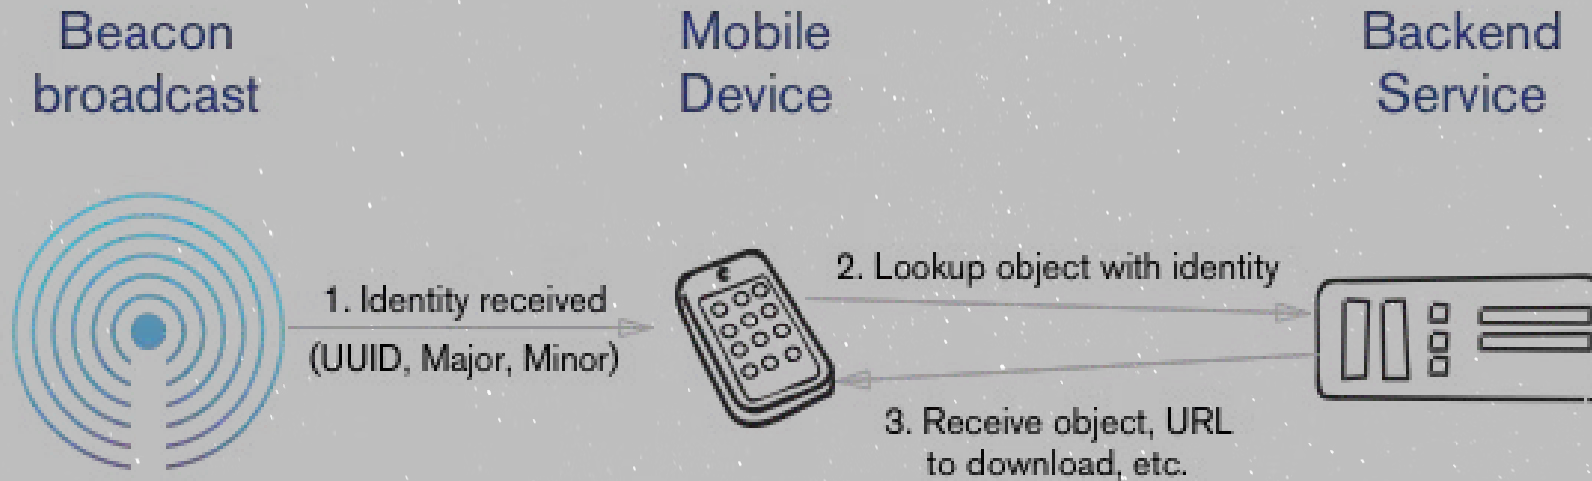 Beacon
broadcast
Mobile
Device
Backend
Service
1. Identity received
(UUID, Major, Minor)
2. Lookup object with identity
3. Receive object, URL
to download, etc.